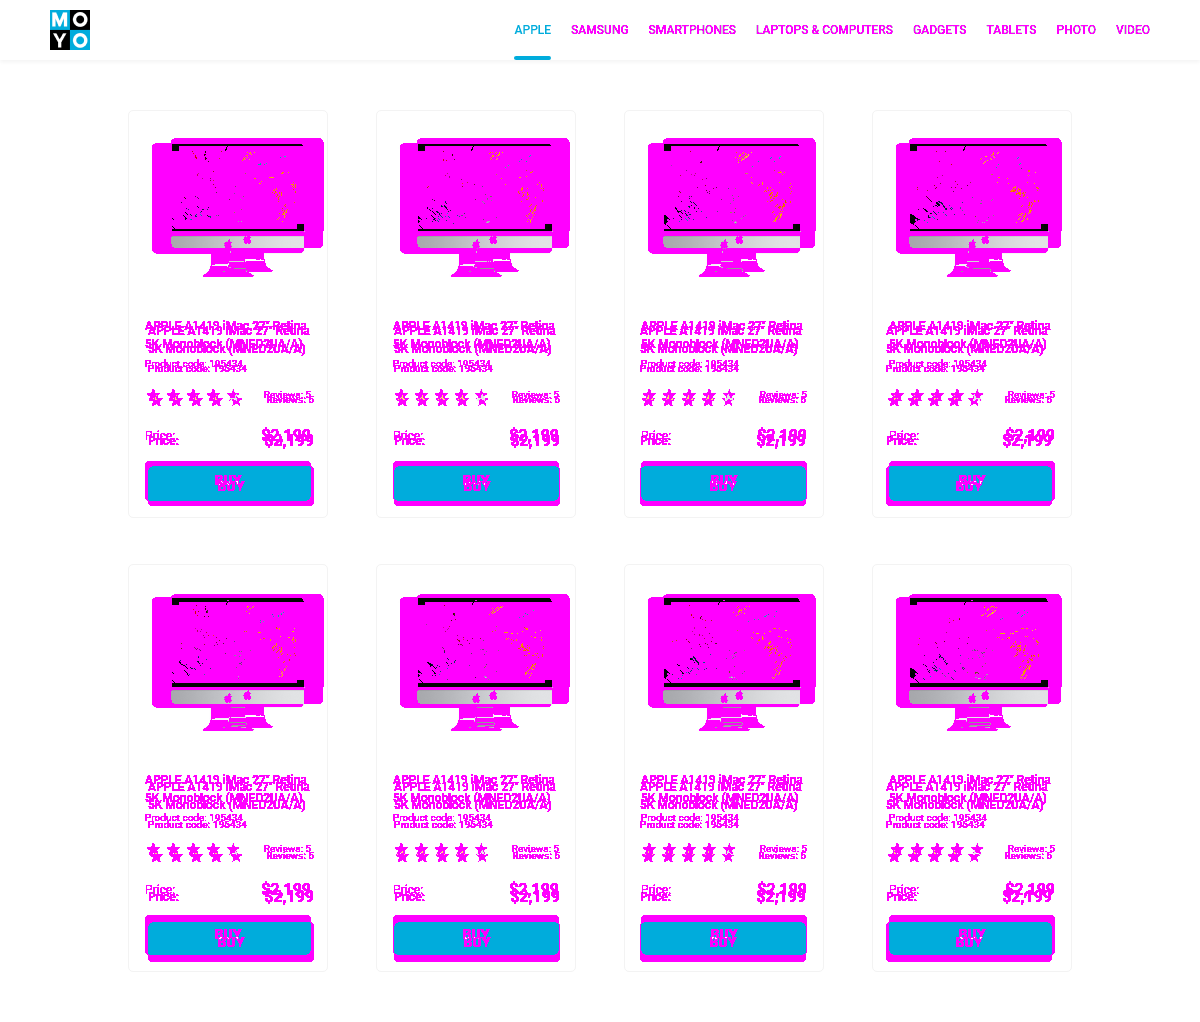 MO
YO
APPLE SAMSUNG SMARTPHONES LAPTOPS & COMPUTERS GADGETS TABLETS PHOTO VIDEO
APPLE A1419 iMac 27" Retina APPLE A1419 iMac 27" Retina APPLE A1419 iMac 27" Retina APPLE A1419 iMac 27" Retina
5K Monoblock (MNED2UA/A) 5K Monoblock (MNED2UA/A) 5K Monoblock (MNED2UA/A) 5K Monoblock (MNED2UA/A)
Product code: 195434 Product code: 195434 Product code: 195434 Product code: 195434
Reviews: 5 Reviews: 5 Reviews: 5 Reviews: 5
Price: $2,199 Price: $2,199 Price: $2,199 Price: $2,199
BUY BUY BUY BUY
APPLE A1419 iMac 27" Retina APPLE A1419 iMac 27" Retina APPLE A1419 iMac 27" Retina APPLE A1419 iMac 27" Retina
5K Monoblock (MNED2UA/A) 5K Monoblock (MNED2UA/A) 5K Monoblock (MNED2UA/A) 5K Monoblock (MNED2UA/A)
Product code: 195434 Product code: 195434 Product code: 195434 Product code: 195434
Reviews: 5 Reviews: 5 Reviews: 5 Reviews: 5
Price: $2,199 Price: $2,199 Price: $2,199 Price: $2,199
BUY BUY BUY BUY